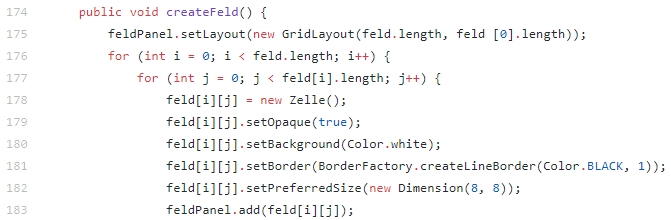 174 public void createFeld() {
175 feldPanel.setLayout(new GridLayout(feld.length, feld [0].length));
176 for (int i = 0; i < feld.length; i++) {
177 for (int j = 0; j < feld[i].length; j++) {
178 feld[i][j] = new Zelle();
179 feld[i][j].setOpaque(true);
180 feld[i][j].setBackground(Color.white);
181 feld[i][j].setBorder(BorderFactory.createLineBorder(Color.BLACK, 1));
182 feld[i][j].setPreferredSize(new Dimension(8, 8));
183 feldPanel.add(feld[i][j]);